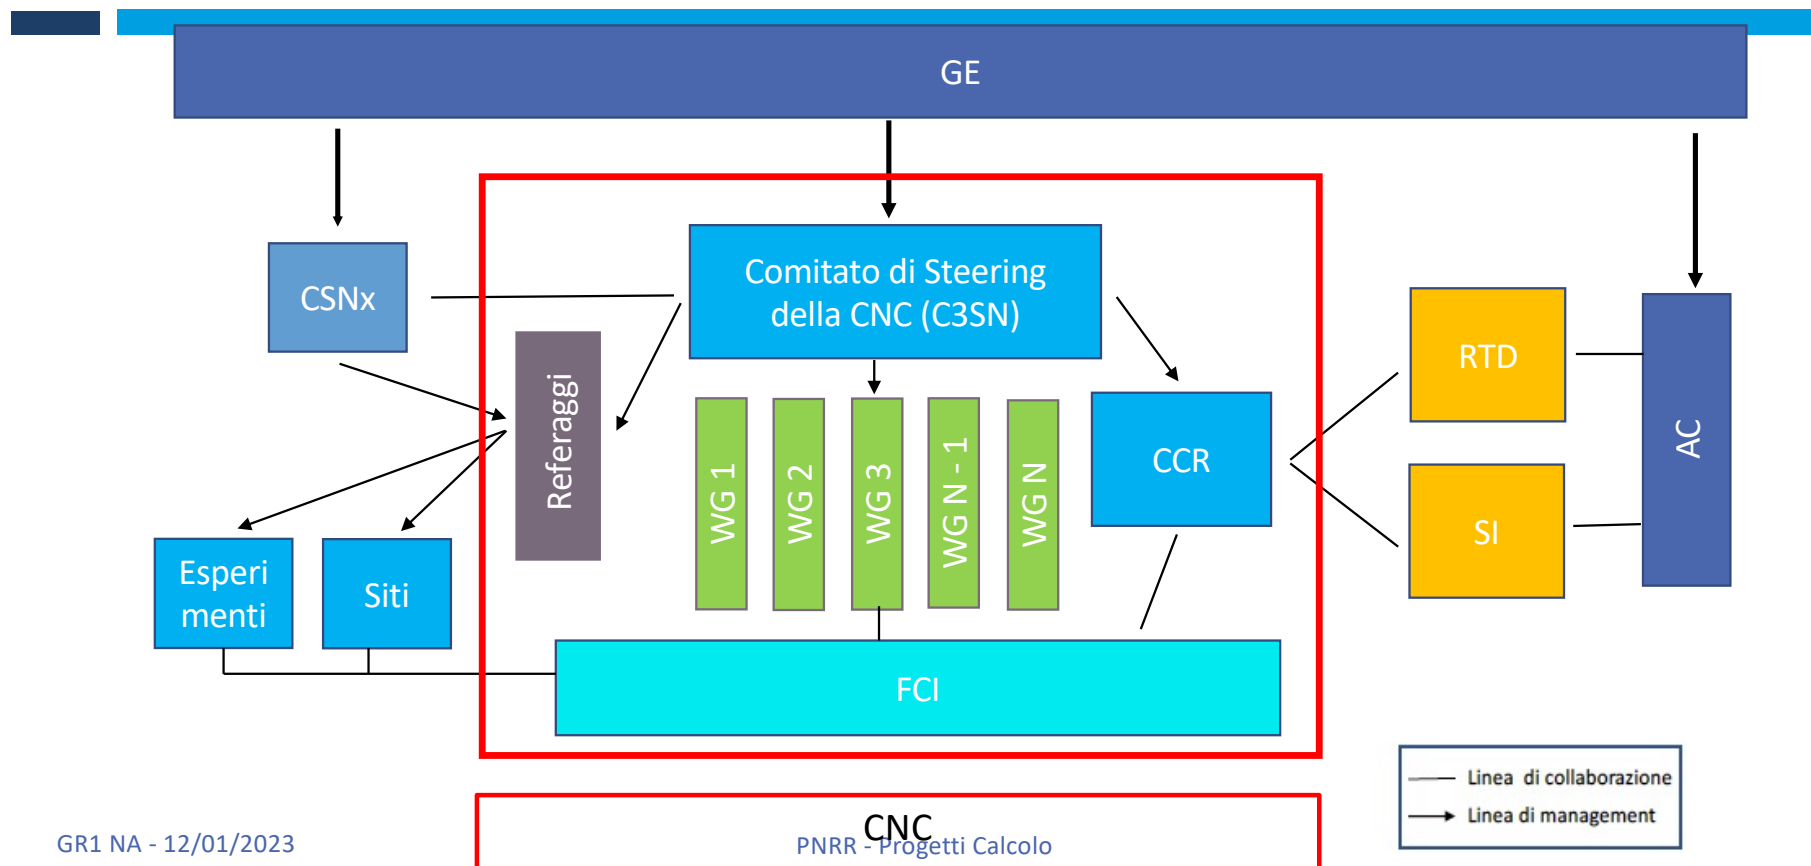 GE
CSNx
Comitato di Steering
della CNC (C3SN)
RTD
Referaggi
WG 1
WG 2
WG 3
WG N - 1
WG N
CCR
AC
SI
Esperi
menti
Siti
FCI
Linea di collaborazione
Linea di management
CNC
GR1 NA - 12/01/2023
PNRR - Progetti Calcolo